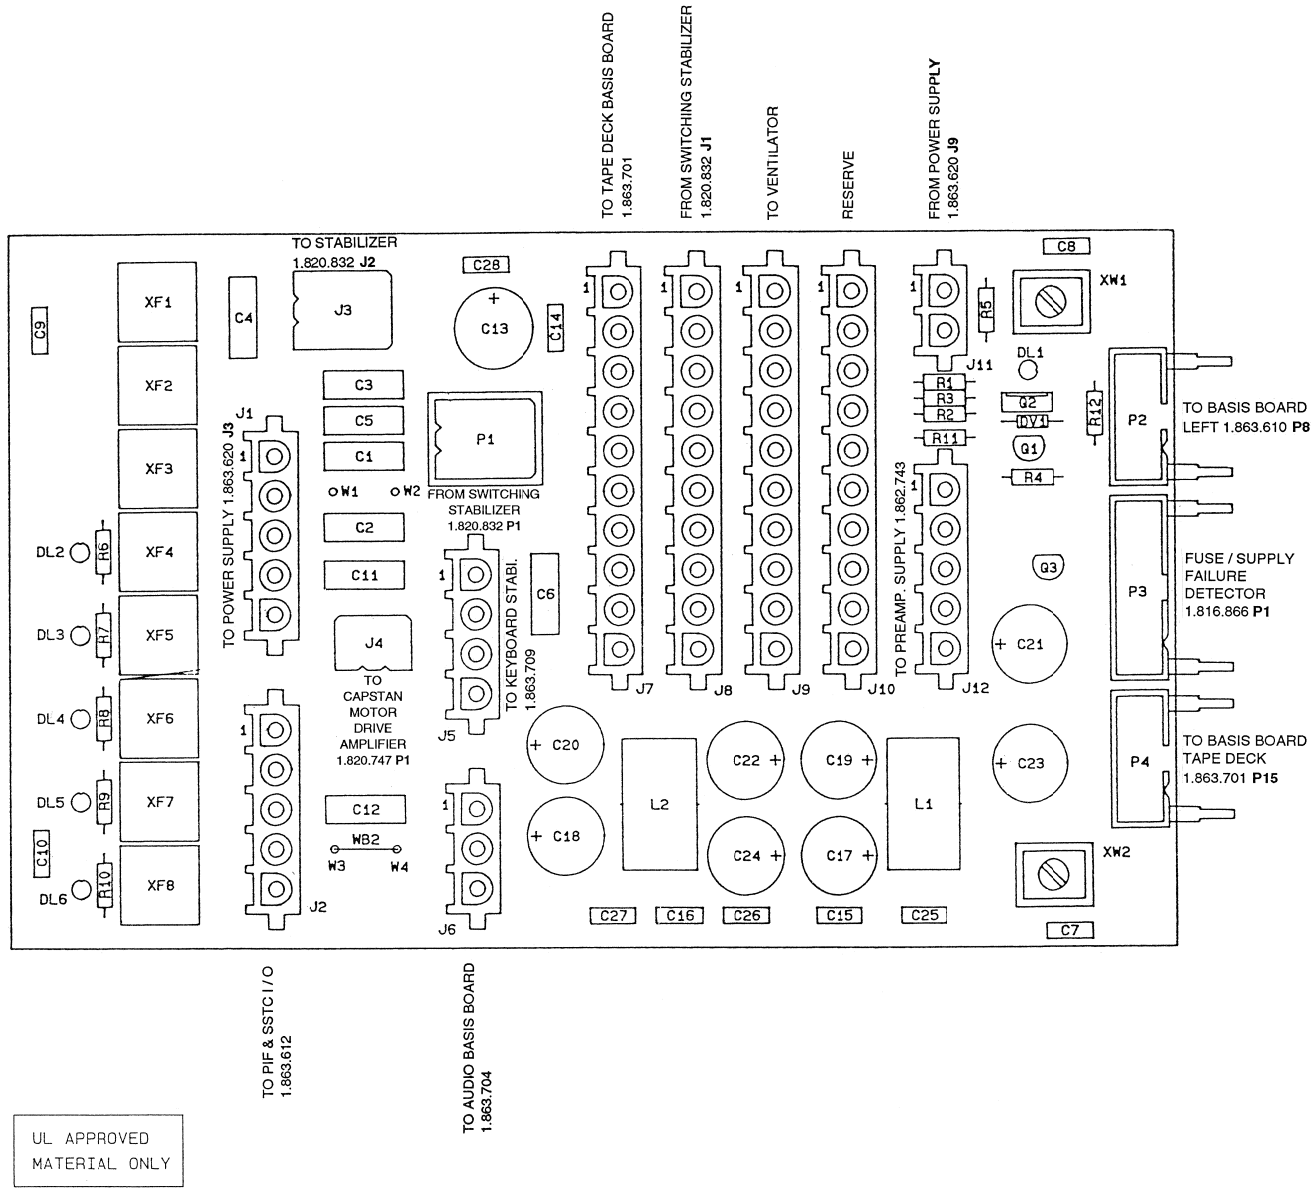 TO TAPE DECK BASIS BOARD
1.863.701
FROM SWITCHING STABILIZER
1.820.832 J1
TO VENTILATOR
RESERVE
FROM POWER SUPPLY
1.863.620 J9
TO STABILIZER
1.820.832 J2
C9
XF1
XF2
XF3
XF4
XF5
XF6
XF7
XF8
C4
J3
C28
+
C13
C14
C3
C5
C1
W1
W2
C2
C11
P1
FROM SWITCHING
STABILIZER
1.820.832 P1
J1
1
TO POWER SUPPLY 1.863.620 J3
J4
TO
CAPSTAN
MOTOR
DRIVE
AMPLIFIER
1.820.747 P1
1
TO KEYBOARD STABI.
1.863.709
J5
C6
DL2
R6
DL3
R7
DL4
R8
DL5
R9
C10
DL6
R10
1
J2
C12
WB2
W3
W4
1
J6
1
J7
1
J8
1
J9
1
J10
1
J11
R5
C8
XW1
DL1
R1
R3
R2
R11
Q2
DV1
Q1
R4
R12
1
TO PREAMP. SUPPLY 1.862.743
J12
Q3
+ C21
+ C23
P2
TO BASIS BOARD
LEFT 1.863.610 P8
P3
FUSE / SUPPLY
FAILURE
DETECTOR
1.816.866 P1
P4
TO BASIS BOARD
TAPE DECK
1.863.701 P15
+ C20
+ C18
L2
C22 +
C24 +
C19 +
C17 +
L1
XW2
C27
C16
C26
C15
C25
C7
TO PIF & SSTC I / O
1.863.612
TO AUDIO BASIS BOARD
1.863.704
UL APPROVED
MATERIAL ONLY